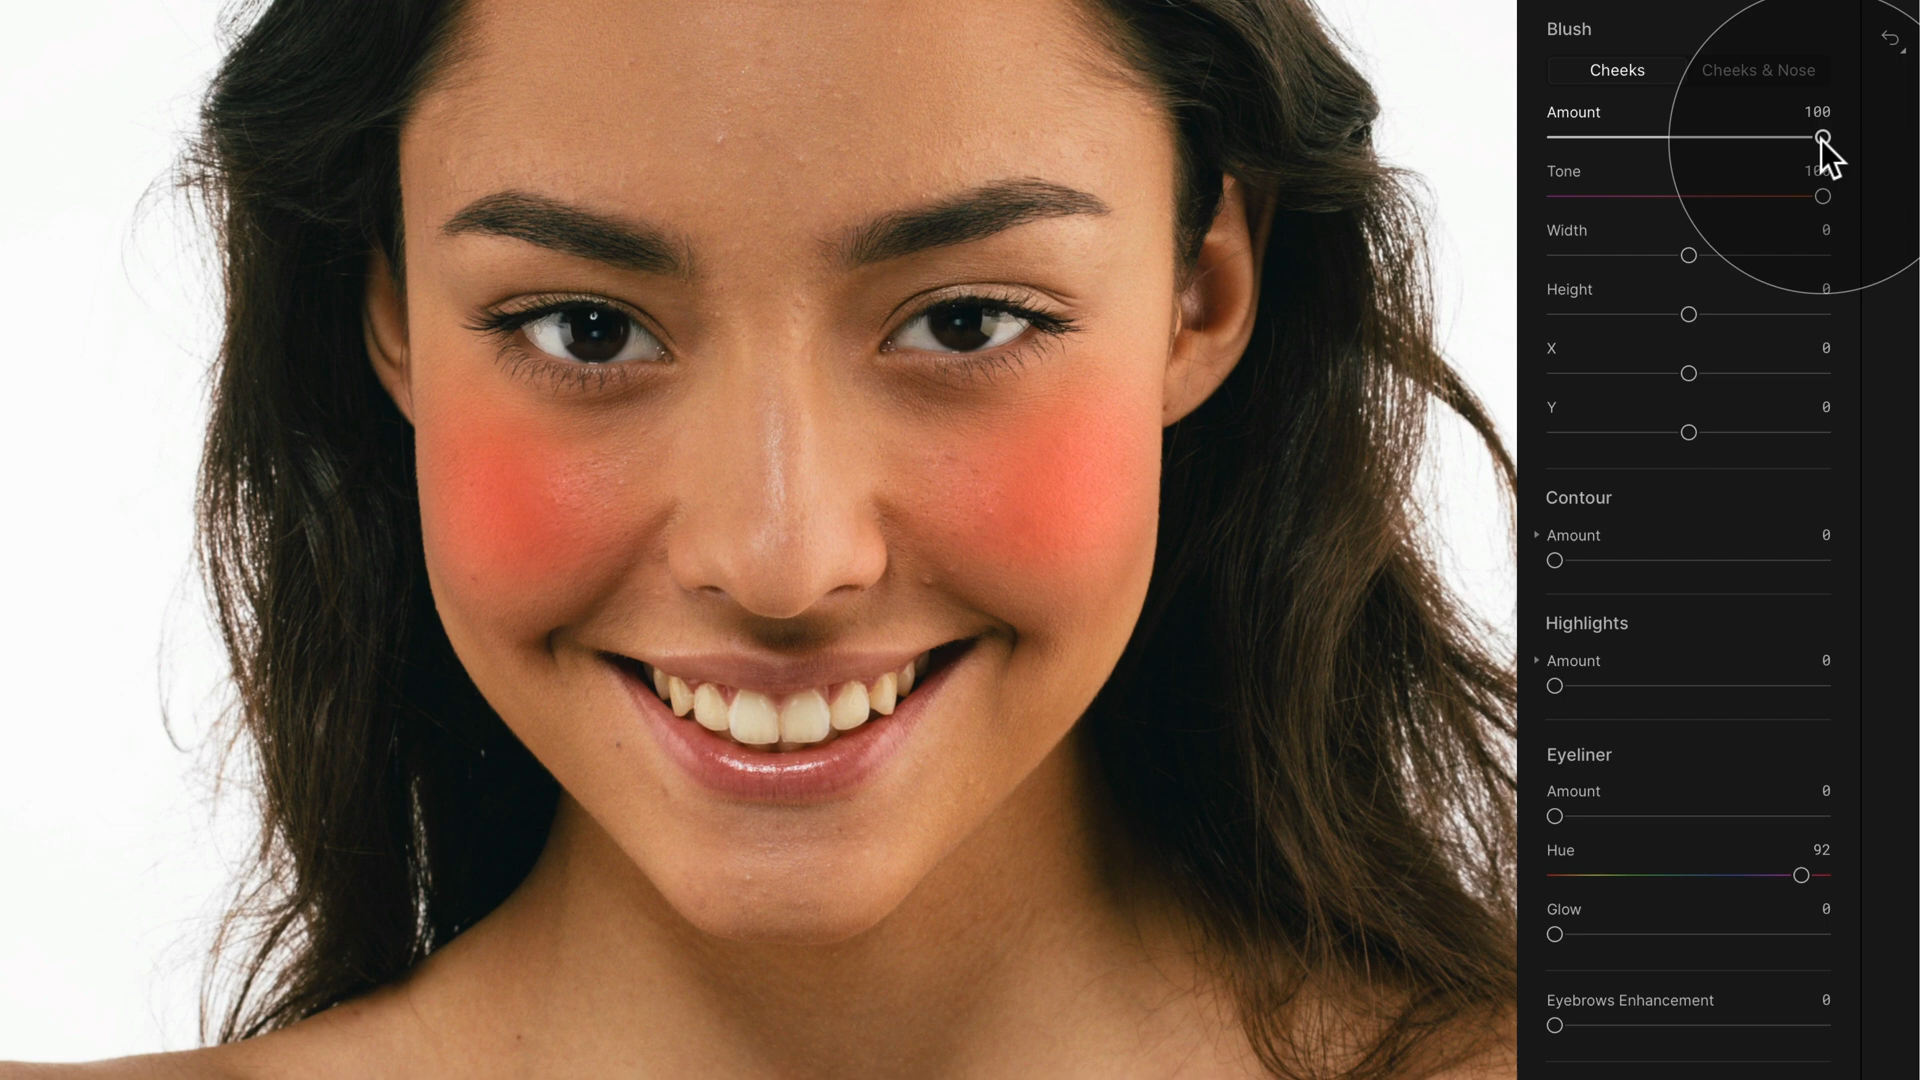 Blush
Cheeks Cheeks & Nose
Amount 100
Tone
Width 0
Height 0
X 0
Y 0
Contour
Amount 0
Highlights
Amount 0
Eyeliner
Amount 0
Hue 92
Glow 0
Eyebrows Enhancement 0